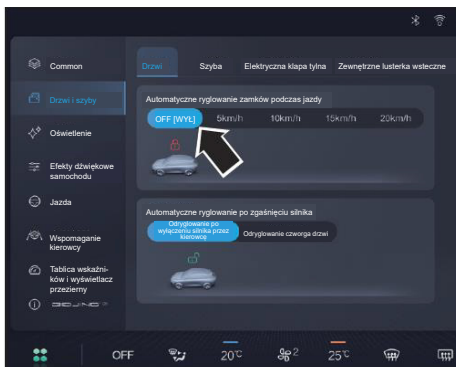 Common
Drzwi i szyby
Oświetlenie
Efekty dźwiękowe
samochodu
Jazda
Wspomaganie
kierowcy
Tablica wskaźni-
ków i wyświetlacz
przezierny
Drzwi Szyba Elektryczna klapa tylna Zewnętrzne lusterka wsteczne
Automatyczne ryglowanie zamków podczas jazdy
OFF [WYŁ] 5km/h 10km/h 15km/h 20km/h
Automatyczne ryglowanie po zgaśnięciu silnika
Odryglowanie po
wyłączeniu silnika przez
kierowcę
Odryglowanie czworga drzwi
OFF 20°C 2 25°C